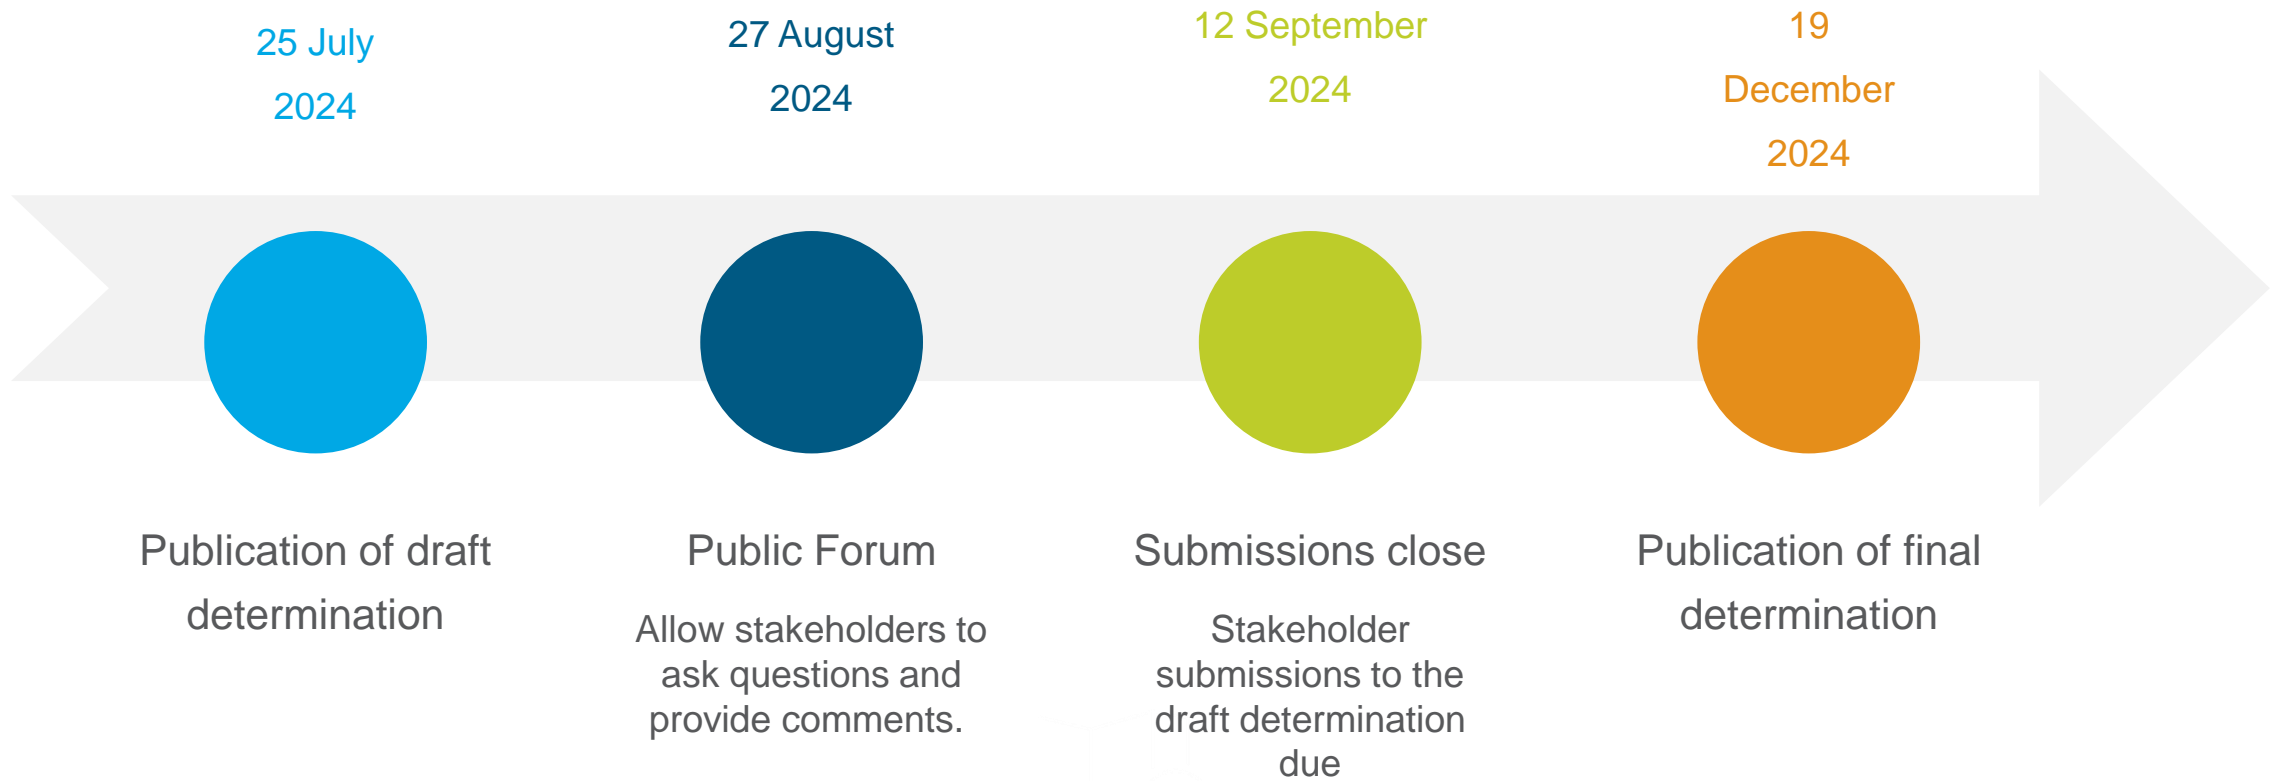 25 July
2024
27 August
2024
12 September
2024
19
December
2024
Publication of draft
determination
Public Forum
Allow stakeholders to
ask questions and
provide comments.
Submissions close
Stakeholder
submissions to the
draft determination
due
Publication of final
determination